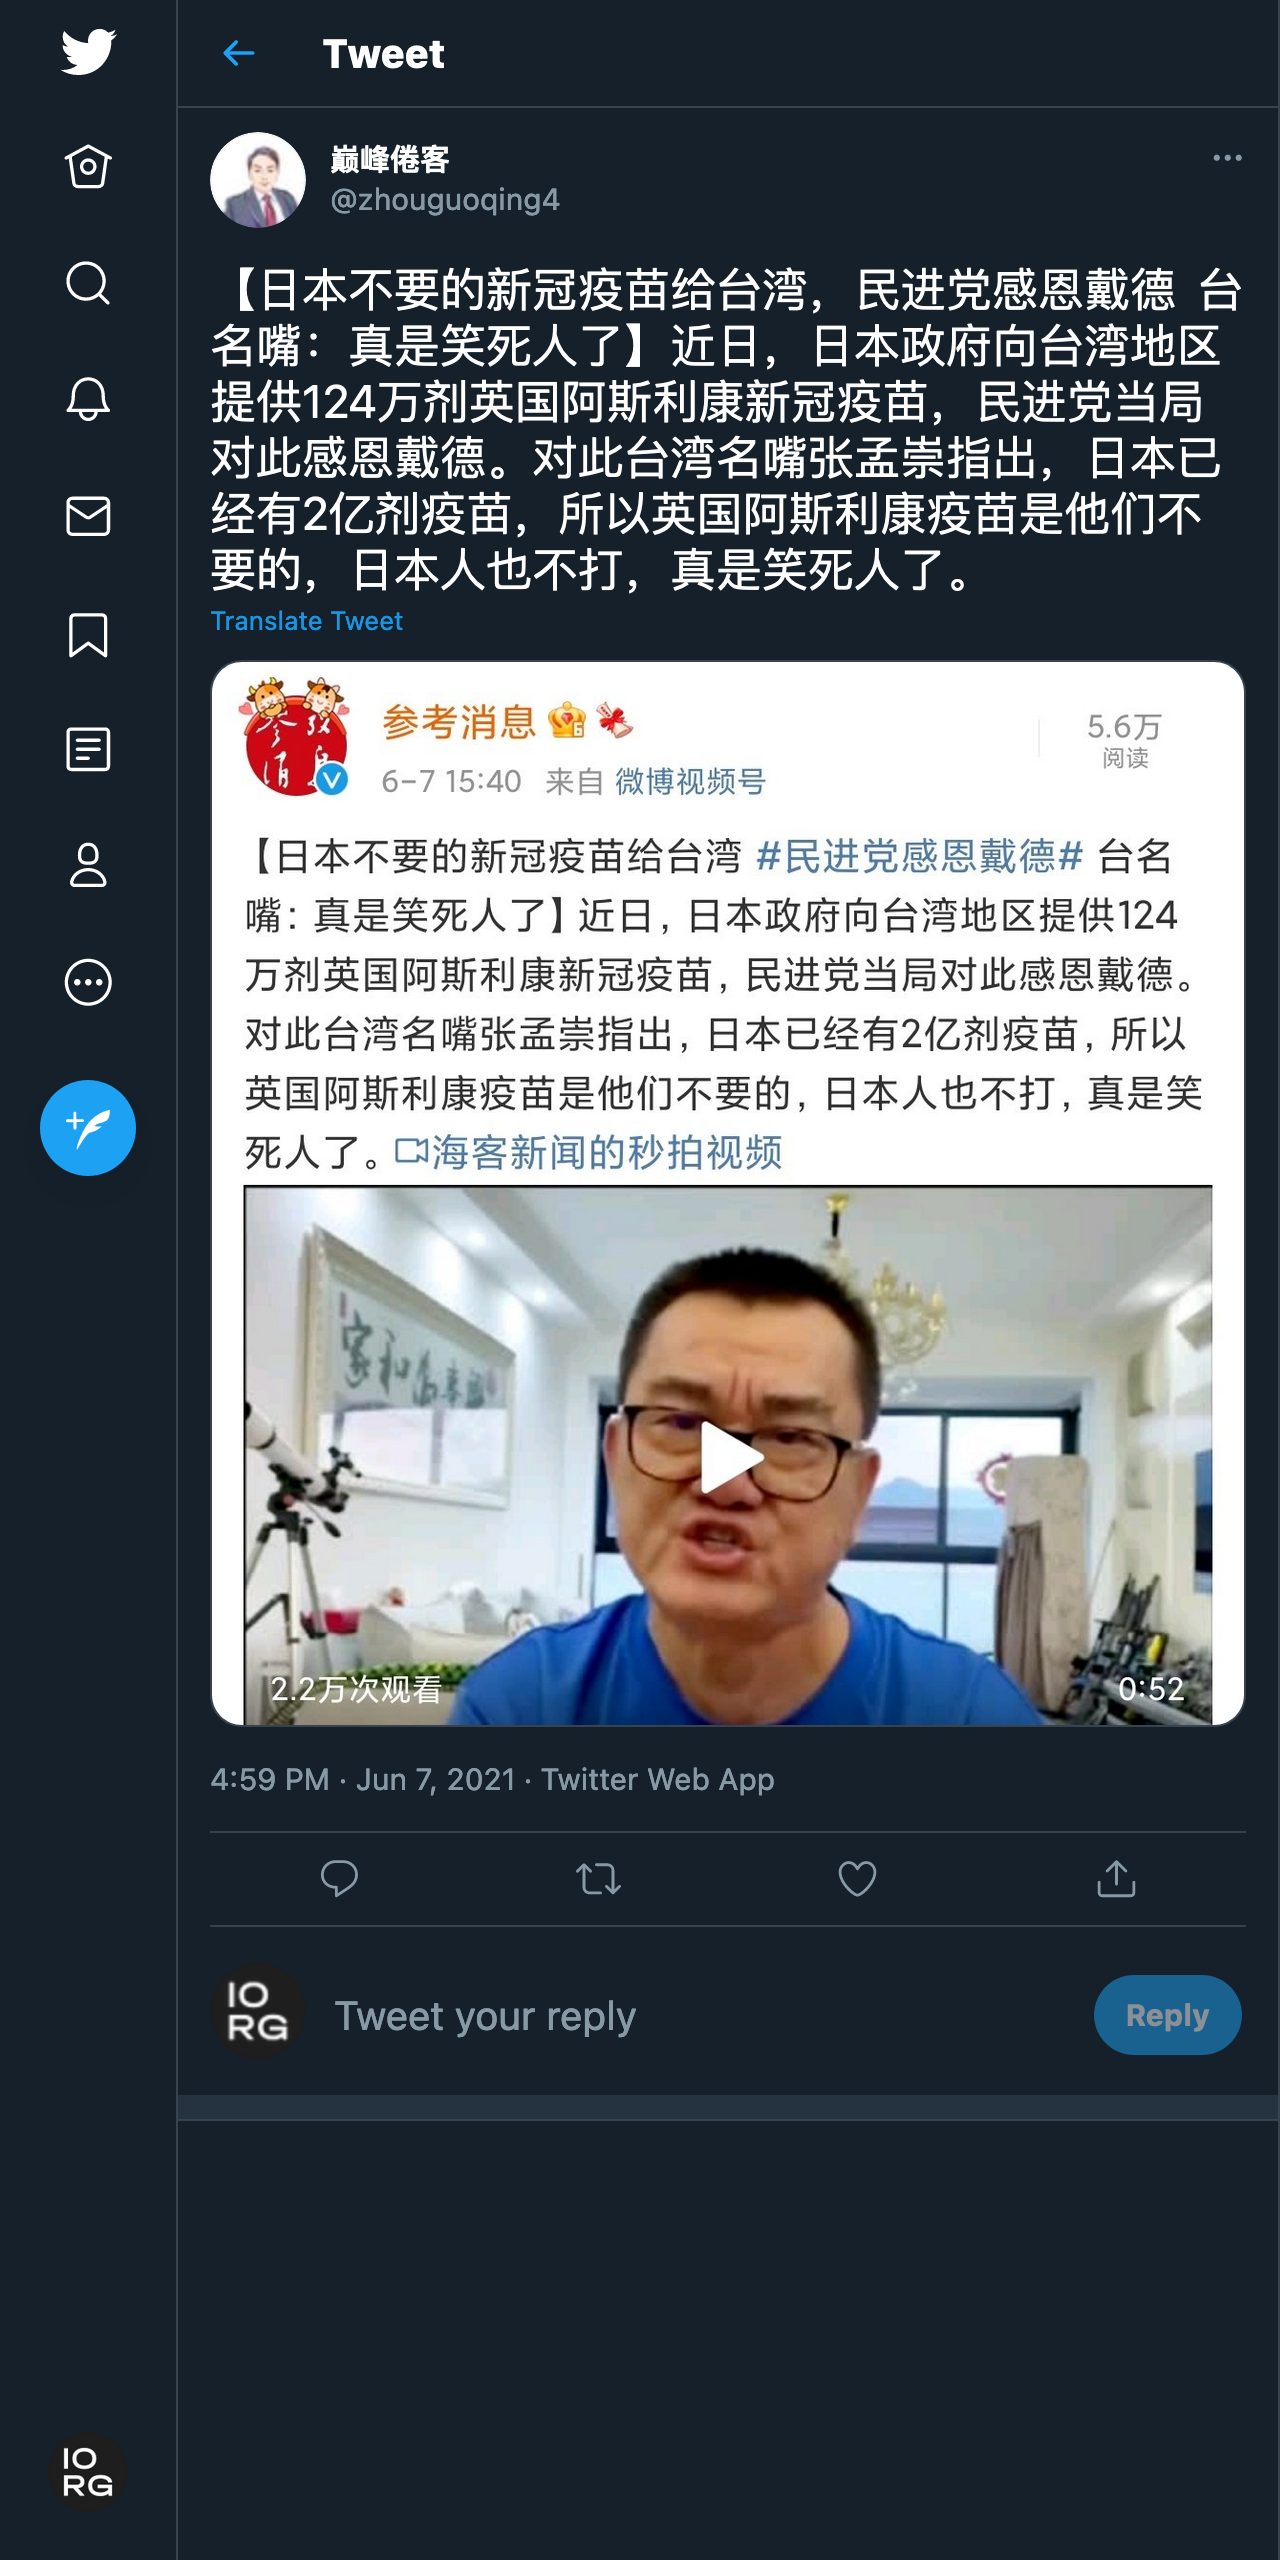 Tweet
巅峰倦客
@zhouguoqing4
【日本不要的新冠疫苗给台湾，民进党感恩戴德 台
名嘴：真是笑死人了】近日，日本政府向台湾地区
提供124万剂英国阿斯利康新冠疫苗，民进党当局
对此感恩戴德。对此台湾名嘴张孟崇指出，日本已
经有2亿剂疫苗，所以英国阿斯利康疫苗是他们不
要的，日本人也不打，真是笑死人了。
Translate Tweet
参考消息
5.6万
阅读
6-7 15:40 来自 微博视频号
【日本不要的新冠疫苗给台湾 #民进党感恩戴德# 台名
嘴：真是笑死人了】近日，日本政府向台湾地区提供124
万剂英国阿斯利康新冠疫苗，民进党当局对此感恩戴德。
对此台湾名嘴张孟崇指出，日本已经有2亿剂疫苗，所以
英国阿斯利康疫苗是他们不要的，日本人也不打，真是笑
死人了。海客新闻的秒拍视频
家和萬事興
2.2万次观看
0:52
4:59 PM · Jun 7, 2021 · Twitter Web App
IO
RG
Tweet your reply
Reply
IO
RG